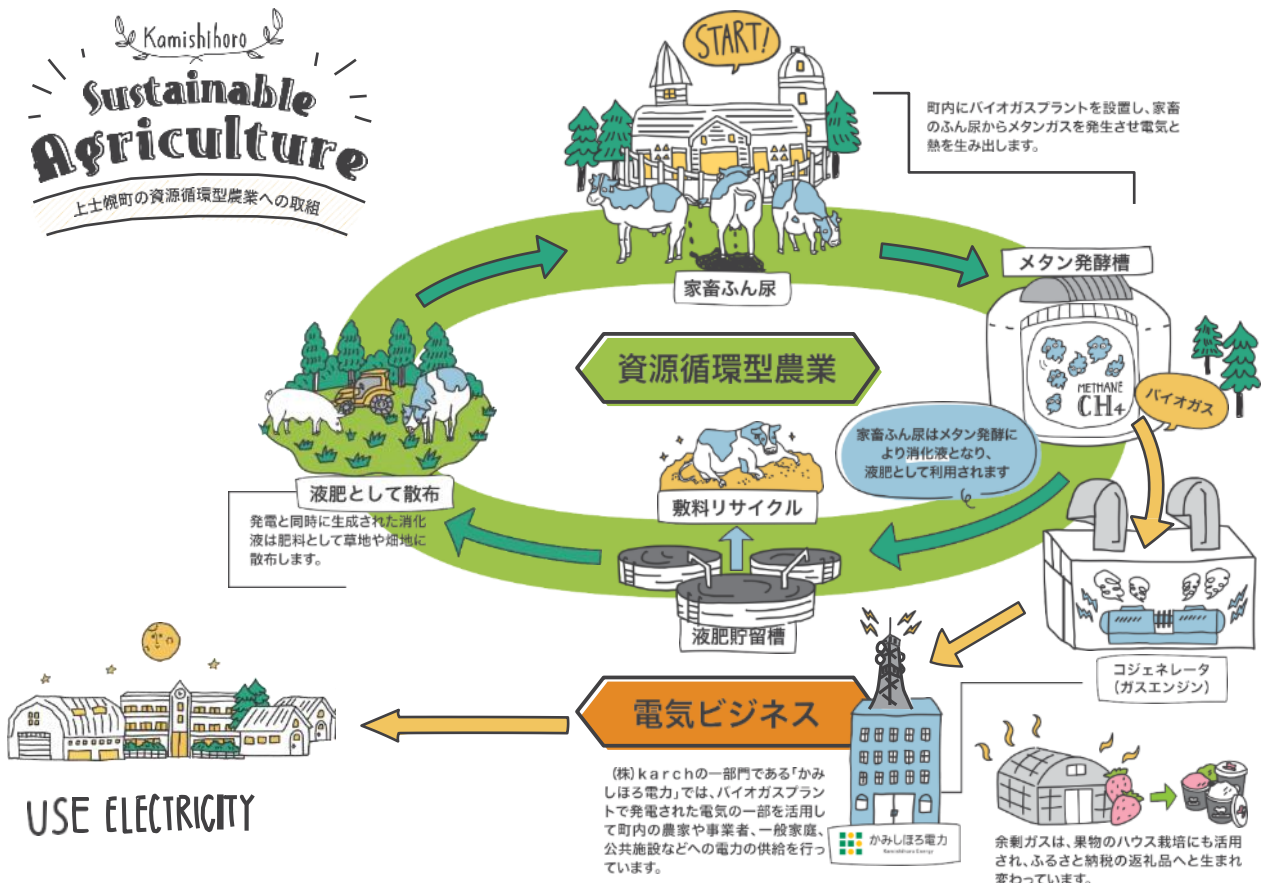 Kamishihoro
Sustainable
Agriculture
上士幌町の資源循環型農業への取組
START!
町内にバイオガスプラントを設置し、家畜
のふん尿からメタンガスを発生させ電気と
熱を生み出します。
家畜ふん尿
メタン発酵槽
METHANE
CH4
バイオガス
資源循環型農業
家畜ふん尿はメタン発酵に
より消化液となり、
液肥として利用されます
敷料リサイクル
液肥として散布
発電と同時に生成された消化
液は肥料として草地や畑地に
散布します。
液肥貯留槽
コジェネレータ
（ガスエンジン）
電気ビジネス
（株）karchの一部門である「かみ
しほろ電力」では、バイオガスプラン
トで発電された電気の一部を活用し
て町内の農家や事業者、一般家庭、
公共施設などへの電力の供給を行っ
ています。
かみしほろ電力
Kamishihoro Energy
USE ELECTRICITY
余剰ガスは、果物のハウス栽培にも活用
され、ふるさと納税の返礼品へと生まれ
変わっています。